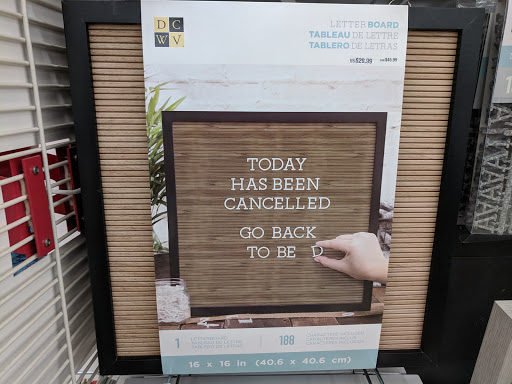 DC
WV
LETTER BOARD
TABLEAU DE LETTRE
TABLERO DE LETRAS
TODAY
HAS BEEN
CANCELLED
GO BACK
TO BE D
1
188
16 x 16 in (40.6 x 40.6 cm)